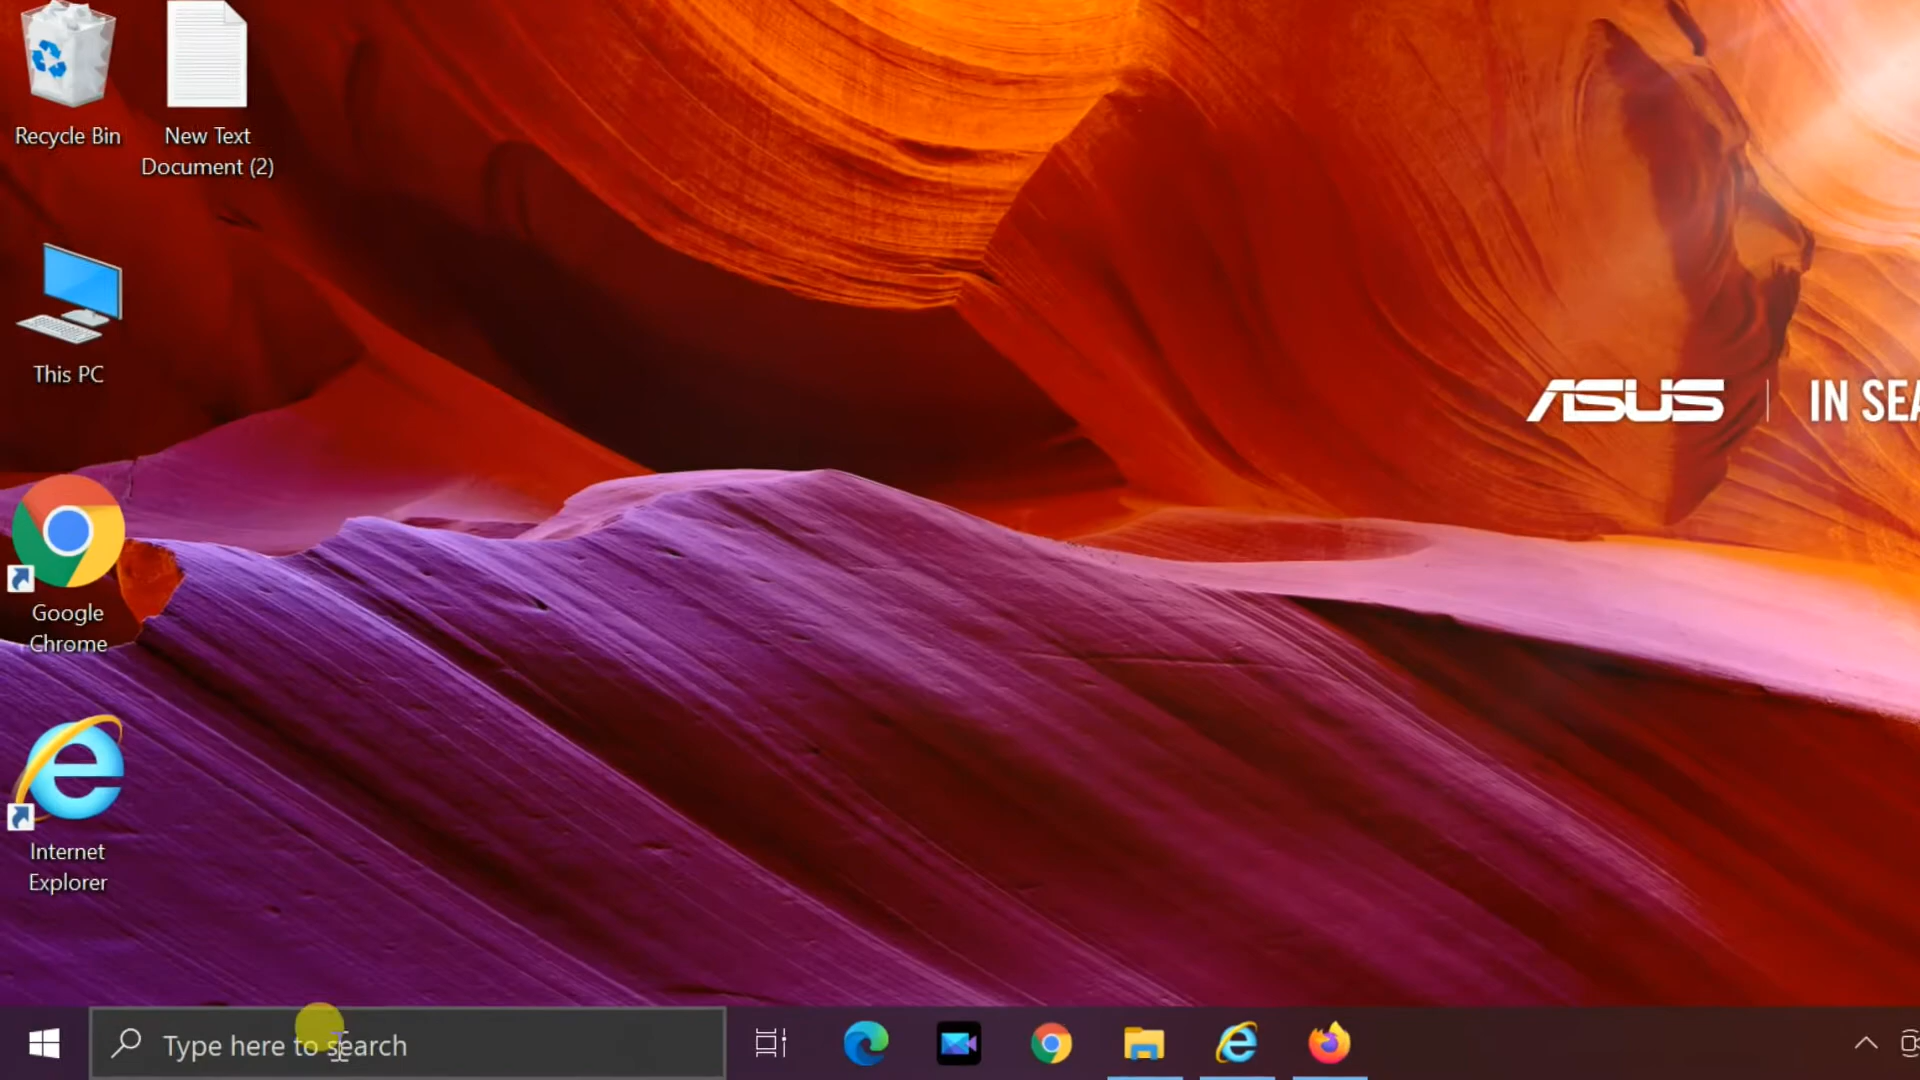 Recycle Bin
New Text
Document (2)
This PC
ASUS | IN SEA
Google
Chrome
Internet
Explorer
Type here to search